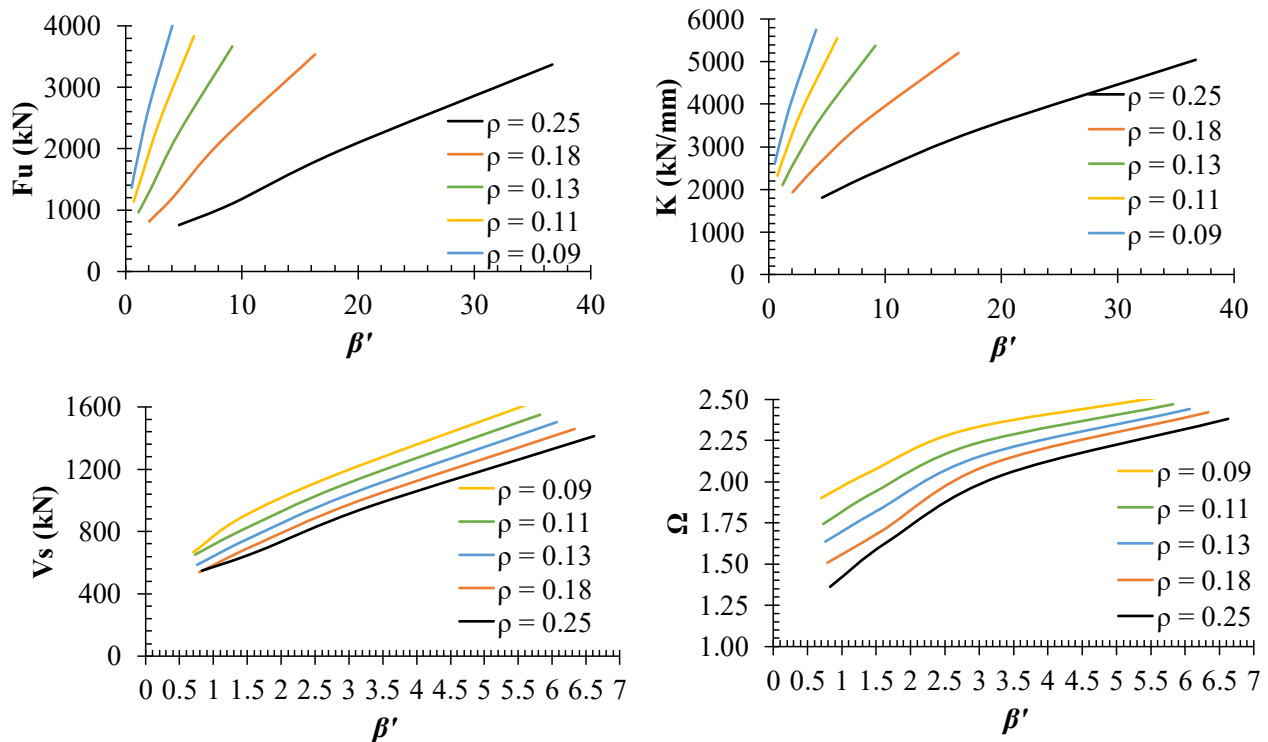 Fu (kN)
4000
3000
2000
1000
0
0 10 20 30 40
β'
ρ = 0.25
ρ = 0.18
ρ = 0.13
ρ = 0.11
ρ = 0.09
K (kN/mm)
6000
5000
4000
3000
2000
1000
0
0 10 20 30 40
β'
ρ = 0.25
ρ = 0.18
ρ = 0.13
ρ = 0.11
ρ = 0.09
Vs (kN)
1600
1200
800
400
0
0 0.5 1 1.5 2 2.5 3 3.5 4 4.5 5 5.5 6 6.5 7
β'
ρ = 0.09
ρ = 0.11
ρ = 0.13
ρ = 0.18
ρ = 0.25
Ω
2.50
2.25
2.00
1.75
1.50
1.25
1.00
0 0.5 1 1.5 2 2.5 3 3.5 4 4.5 5 5.5 6 6.5 7
β'
ρ = 0.09
ρ = 0.11
ρ = 0.13
ρ = 0.18
ρ = 0.25